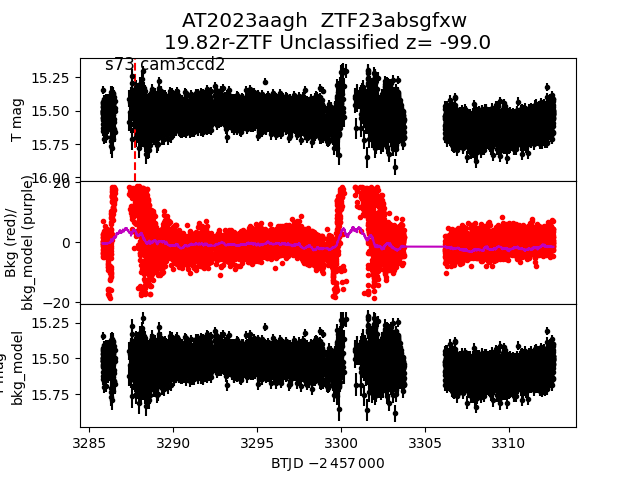 AT2023aagh  ZTF23absgfxw
19.82r-ZTF Unclassified z= -99.0
s73 cam3ccd2
15.25
15.50
15.75
16.00
T mag
20
0
−20
Bkg (red)/
bkg_model (purple)
15.25
15.50
15.75
bkg_model
3285
3290
3295
3300
3305
3310
BTJD −2 457 000